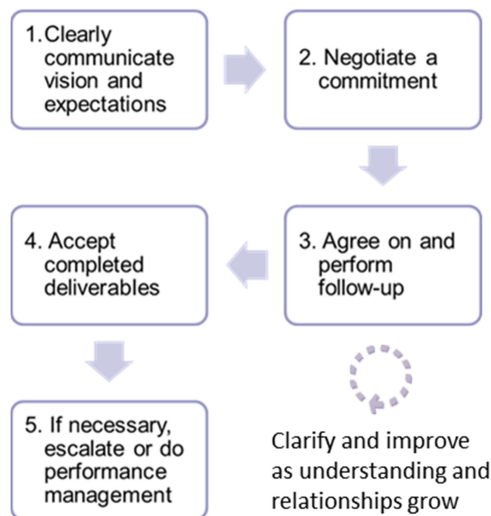 1.Clearly
communicate
vision and
expectations
2. Negotiate a
commitment
3. Agree on and
perform
follow-up
4. Accept
completed
deliverables
5. If necessary,
escalate or do
performance
management
Clarify and improve
as understanding and
relationships grow